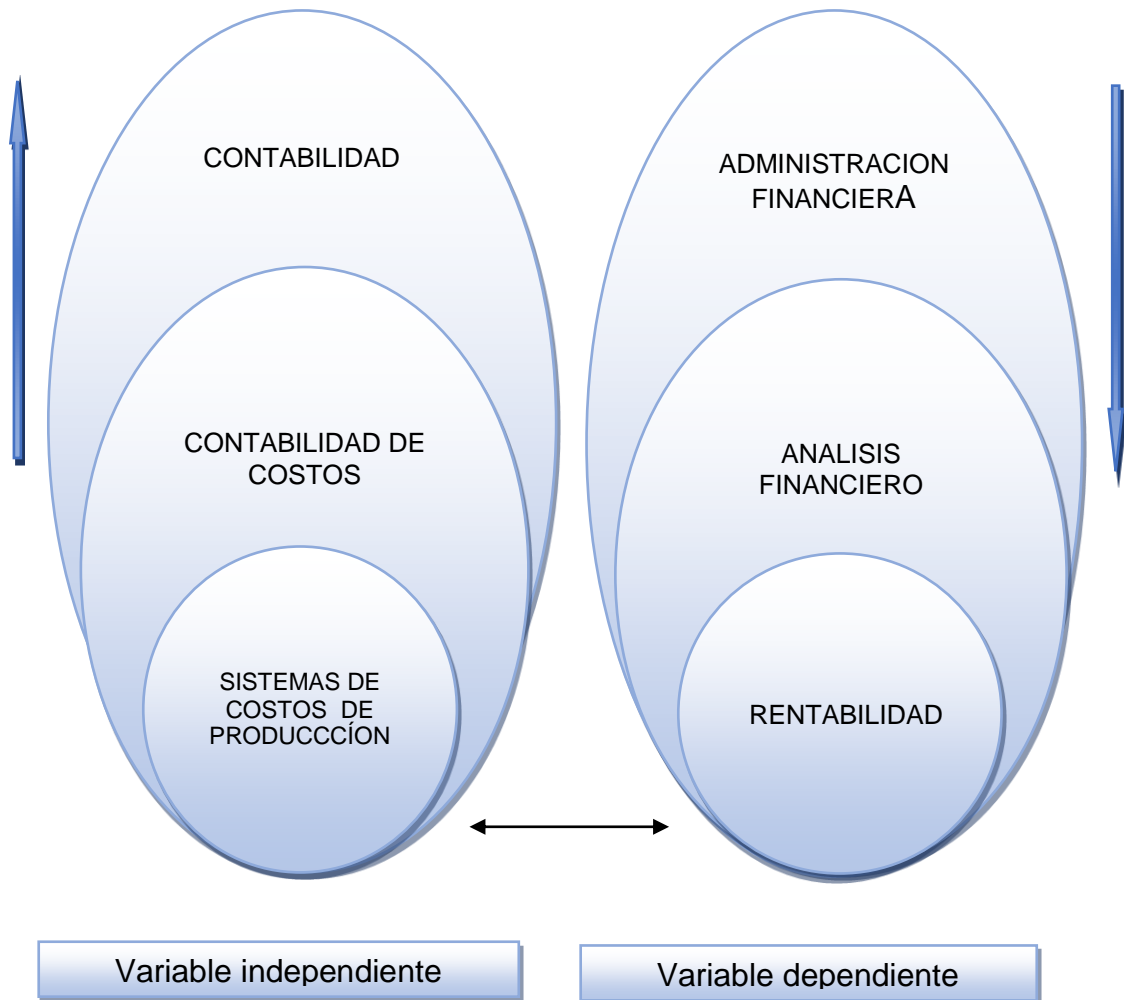 CONTABILIDAD
CONTABILIDAD DE
COSTOS
SISTEMAS DE
COSTOS DE
PRODUCCCÍON
ADMINISTRACION
FINANCIERA
ANALISIS
FINANCIERO
RENTABILIDAD
Variable independiente
Variable dependiente